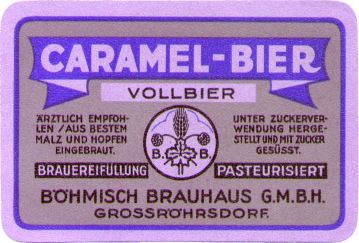 CARAMEL-BIER
VOLLBIER
ÄRZTLICH EMPFOH-
LEN / AUS BESTEM
MALZ UND HOPFEN
EINGEBRAUT.
UNTER ZUCKERVER-
WENDUNG HERGE-
STELLT UND MIT ZUCKER
GESÜSST.
B. B.
BRAUEREIFÜLLUNG
PASTEURISIERT
BÖHMISCH BRAUHAUS G.M.B.H.
GROSSRÖHRSDORF.